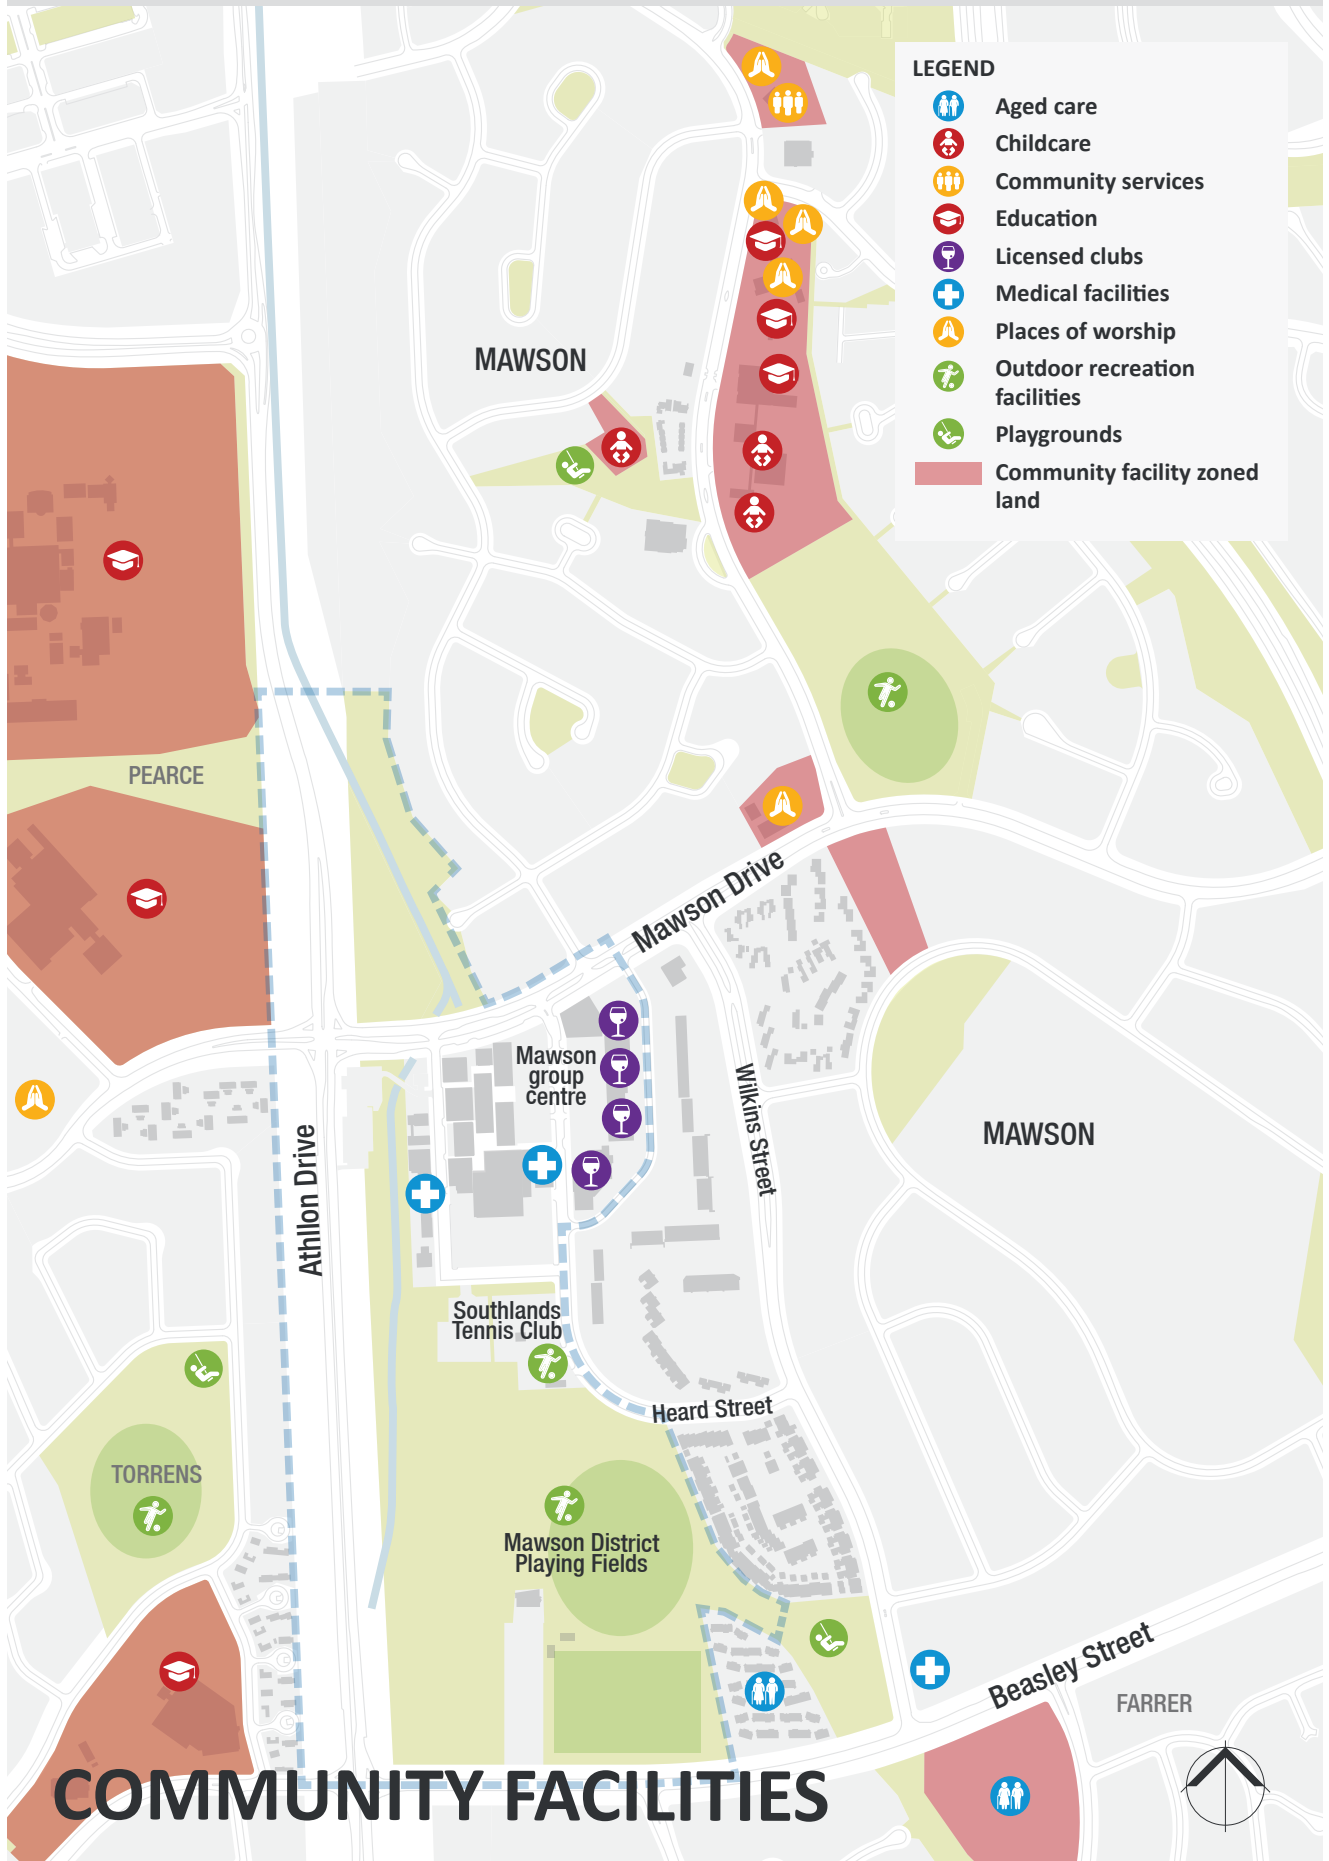 LEGEND
Aged care
Childcare
Community services
Education
Licensed clubs
Medical facilities
Places of worship
Outdoor recreation
facilities
Playgrounds
Community facility zoned
land
MAWSON
PEARCE
Mawson Drive
Mawson
group
centre
Wilkins Street
MAWSON
Athllon Drive
Southlands
Tennis Club
Heard Street
TORRENS
Mawson District
Playing Fields
Beasley Street
FARRER
COMMUNITY FACILITIES